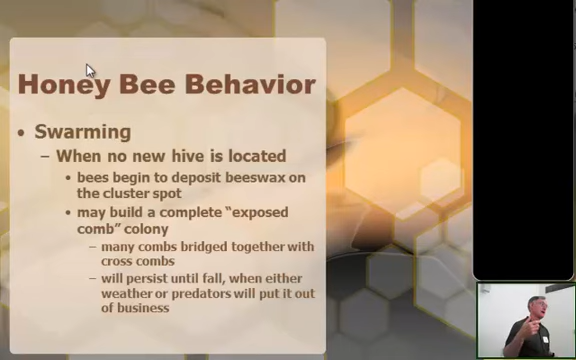 Honey Bee Behavior
• Swarming
– When no new hive is located
• bees begin to deposit beeswax on
the cluster spot
• may build a complete “exposed
comb” colony
– many combs bridged together with
cross combs
– will persist until fall, when either
weather or predators will put it out
of business